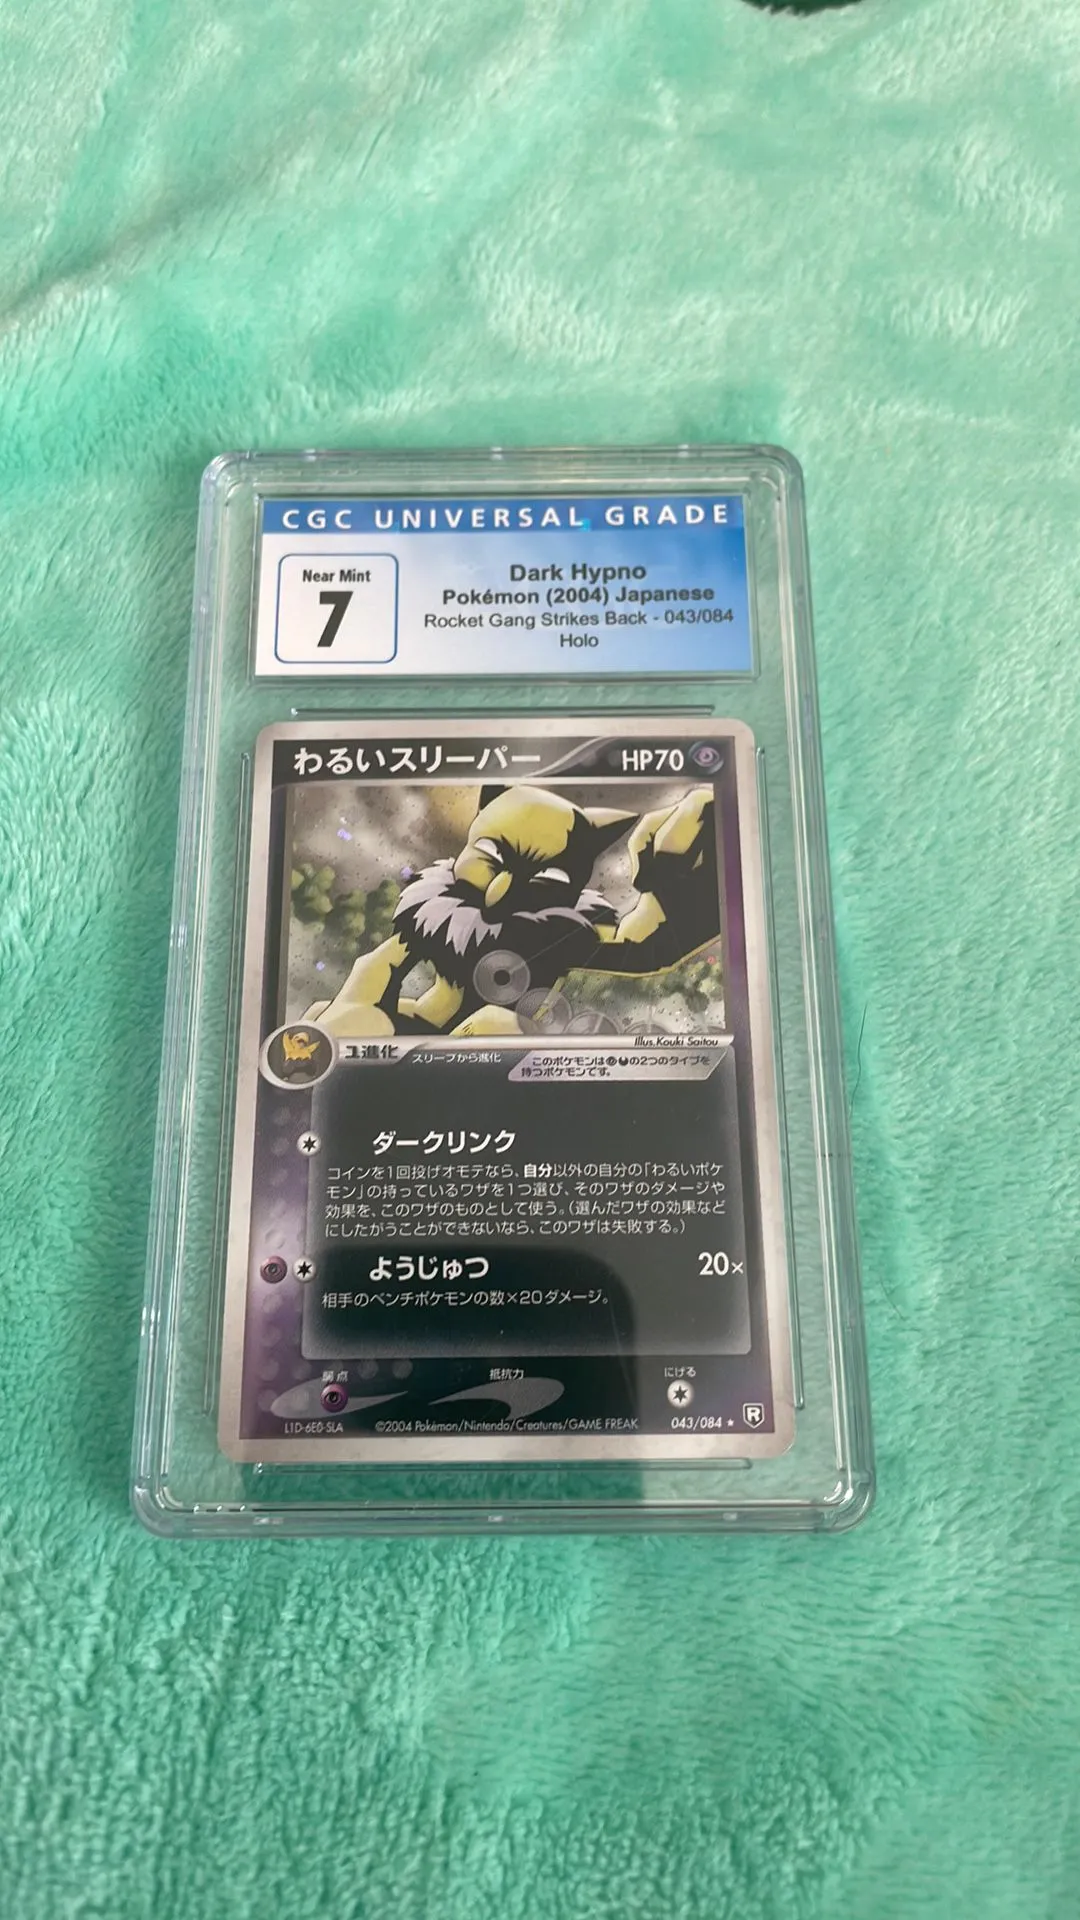 CGC UNIVERSAL GRADE
Near Mint
7
Dark Hypno
Pokémon (2004) Japanese
Rocket Gang Strikes Back - 043/084
Holo
わるいスリーパー HP70
Illus. Kouki Saitou
1進化 スリープから進化
このポケモンは の2つのタイプを
持つポケモンです。
ダークリンク
コインを1回投げオモテなら、自分以外の自分の「わるいポケ
モン」の持っているワザを1つ選び、そのワザのダメージや
効果を、このワザのものとして使う。(選んだワザの効果など
にしたがうことができないなら、このワザは失敗する。)
ようじゅつ 20×
相手のベンチポケモンの数×20ダメージ。
弱点 抵抗力 にげる
L1D-6E0-SLA ©2004 Pokémon/Nintendo/Creatures/GAME FREAK 043/084 ★ R